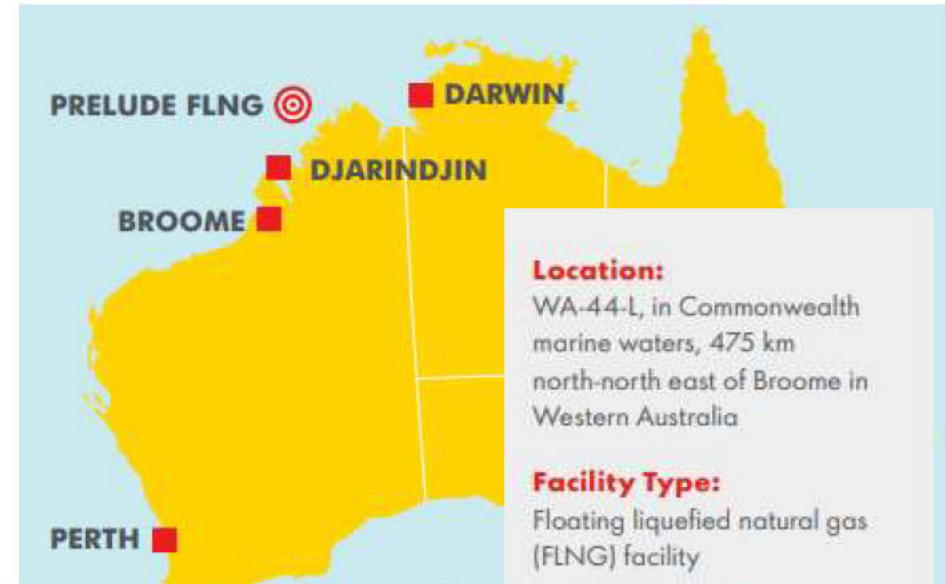 PRELUDE FLNG
DARWIN
DJARINDJIN
BROOME
PERTH
Location:
WA-44-L, in Commonwealth
marine waters, 475 km
north-north east of Broome in
Western Australia
Facility Type:
Floating liquefied natural gas
(FLNG) facility